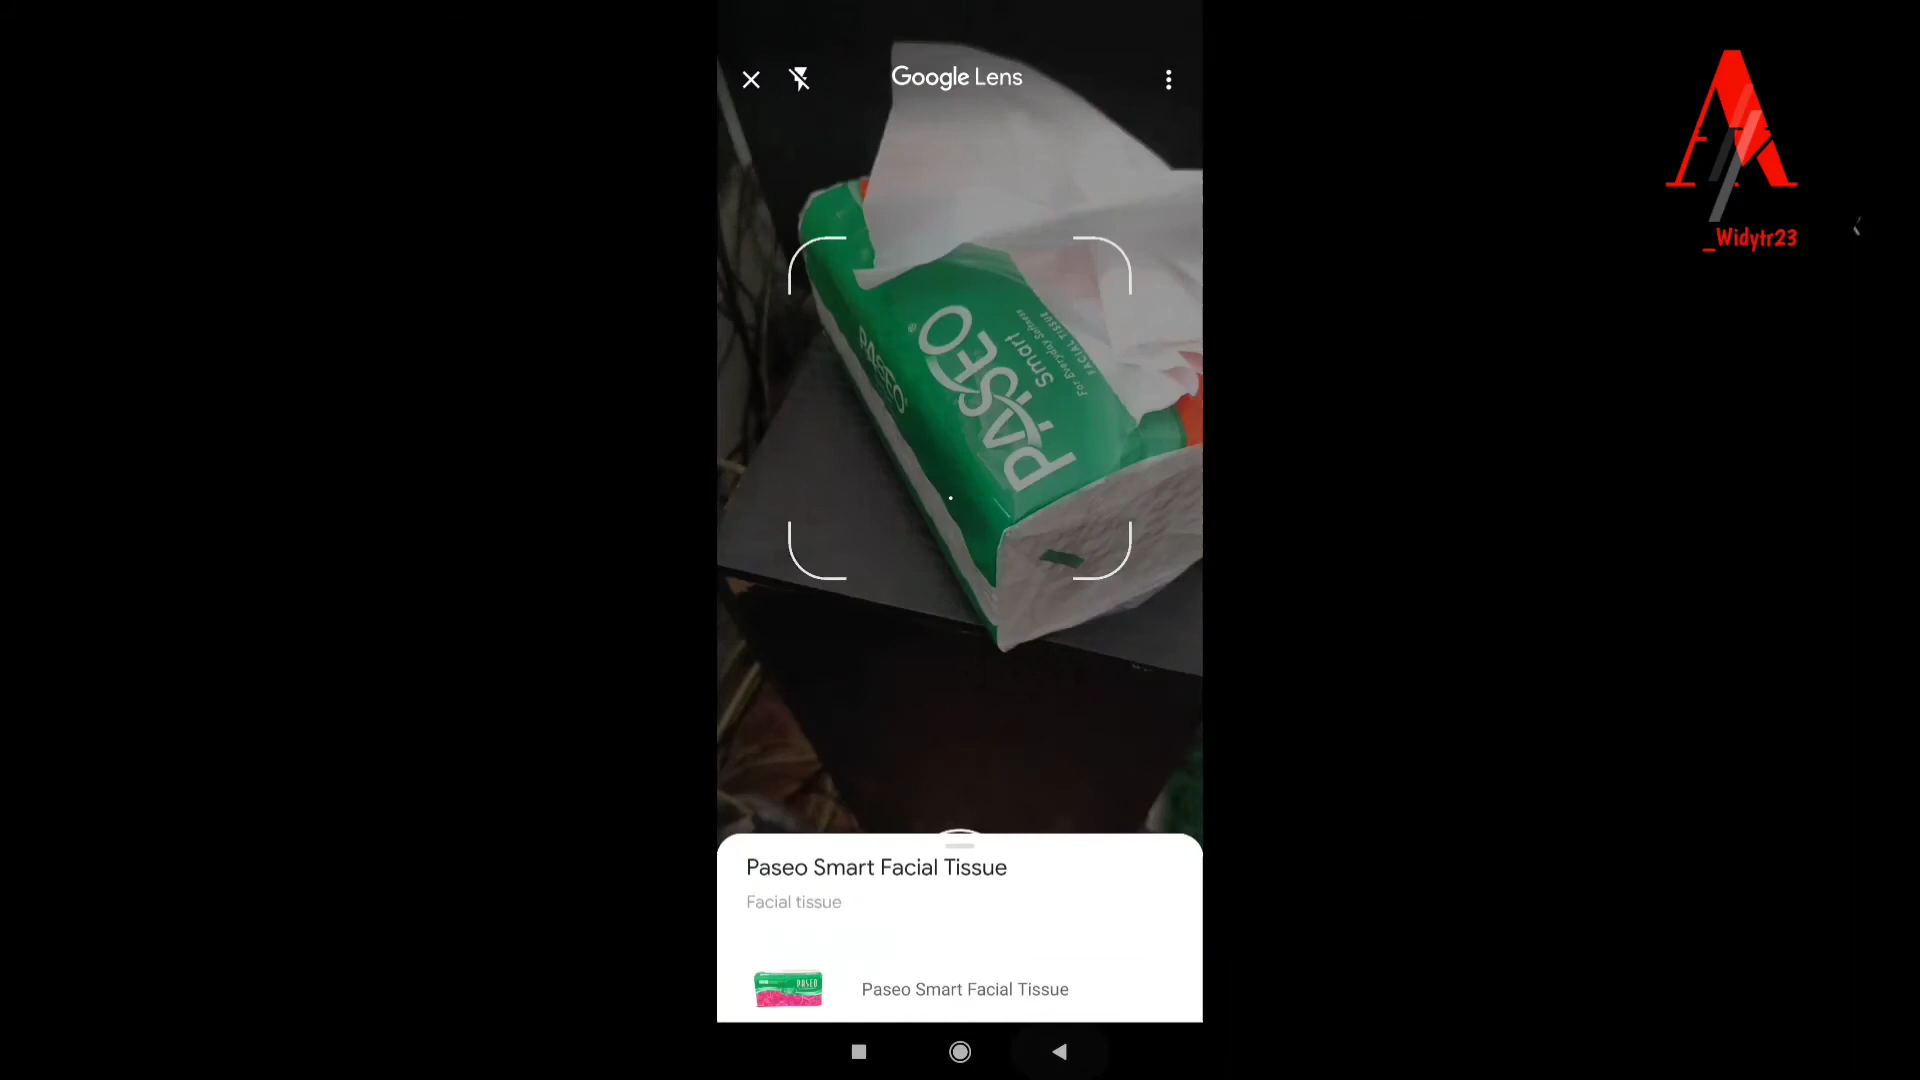 Google Lens
_Widytr23
PASEO
Smart
For Everyday Softness
FACIAL TISSUE
PASEO
Paseo Smart Facial Tissue
Facial tissue
PASEO
Paseo Smart Facial Tissue